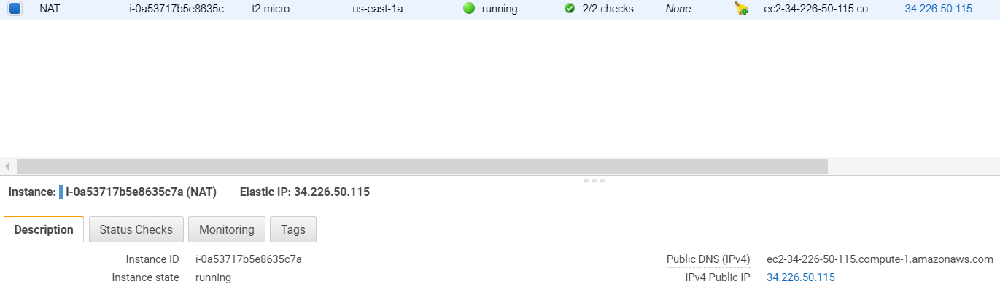 NAT i-0a53717b5e8635c... t2.micro us-east-1a running 2/2 checks ... None ec2-34-226-50-115.co... 34.226.50.115
Instance: i-0a53717b5e8635c7a (NAT) Elastic IP: 34.226.50.115
Description Status Checks Monitoring Tags
Instance ID i-0a53717b5e8635c7a Public DNS (IPv4) ec2-34-226-50-115.compute-1.amazonaws.com
Instance state running IPv4 Public IP 34.226.50.115